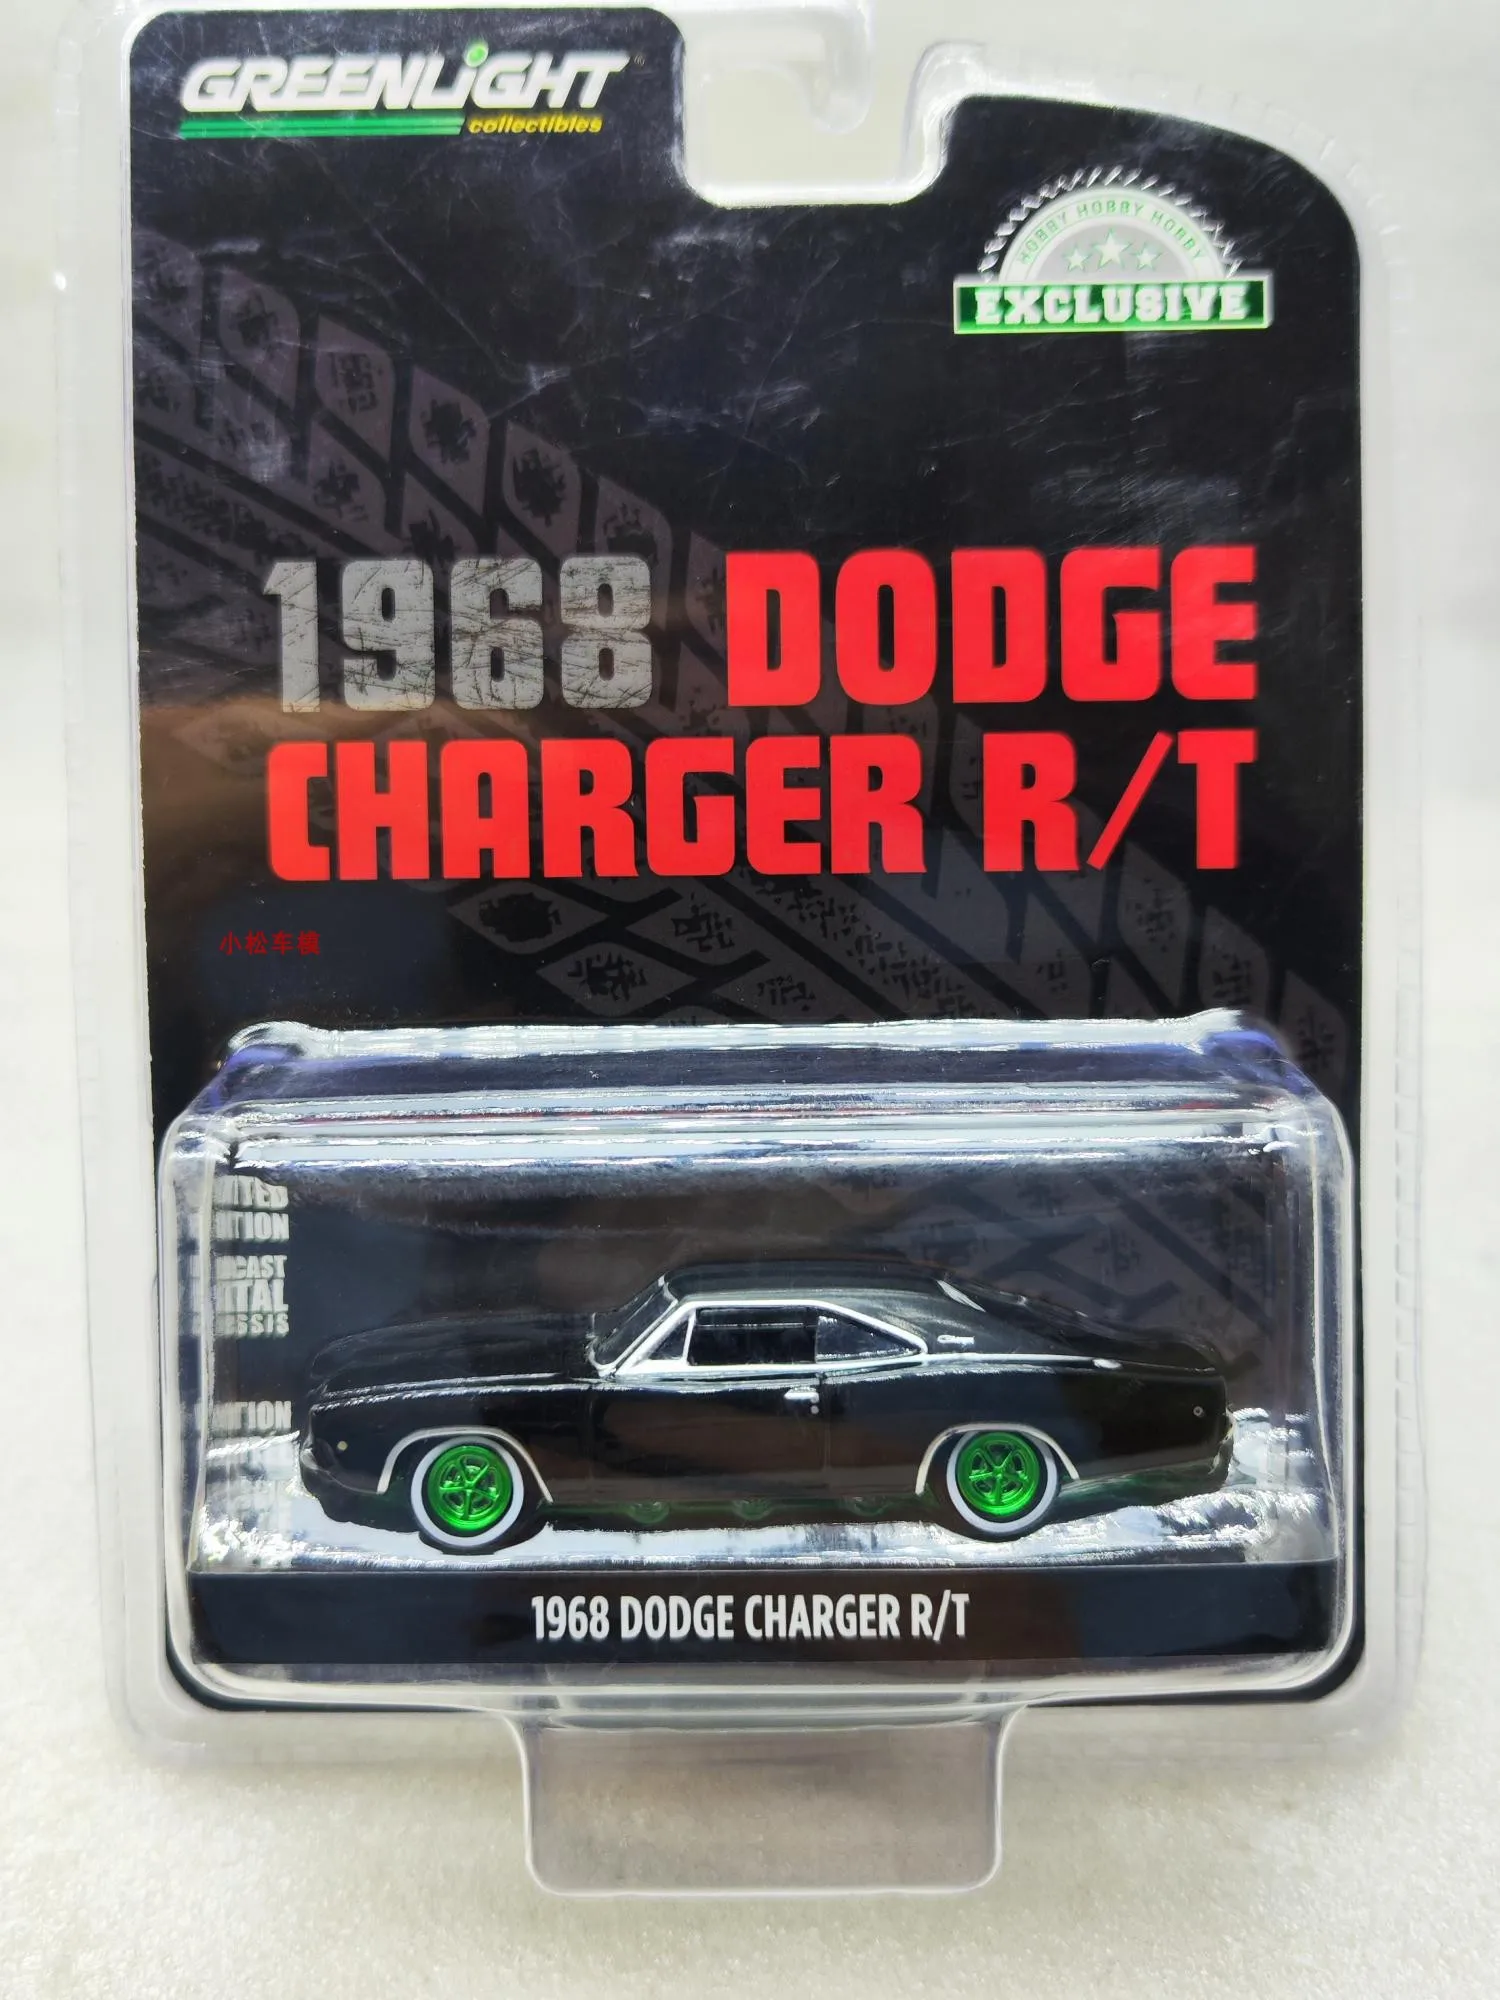 GREENLiGHT
collectibles
HOBBY HOBBY HOBBY
EXCLUSIVE
1968 DODGE
CHARGER R/T
小松车模
1968 DODGE CHARGER R/T